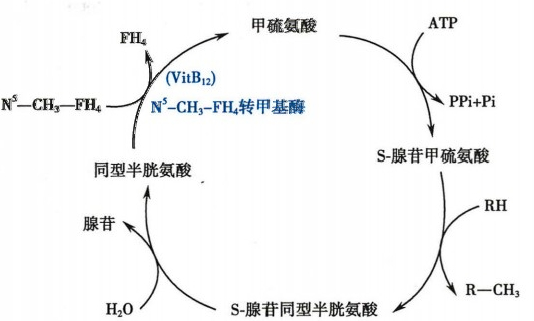 甲硫氨酸
ATP
FH₄
(VitB₁₂)
N⁵−CH₃−FH₄
N⁵−CH₃−FH₄转甲基酶
PPi+Pi
S-腺苷甲硫氨酸
同型半胱氨酸
RH
腺苷
R−CH₃
H₂O
S-腺苷同型半胱氨酸